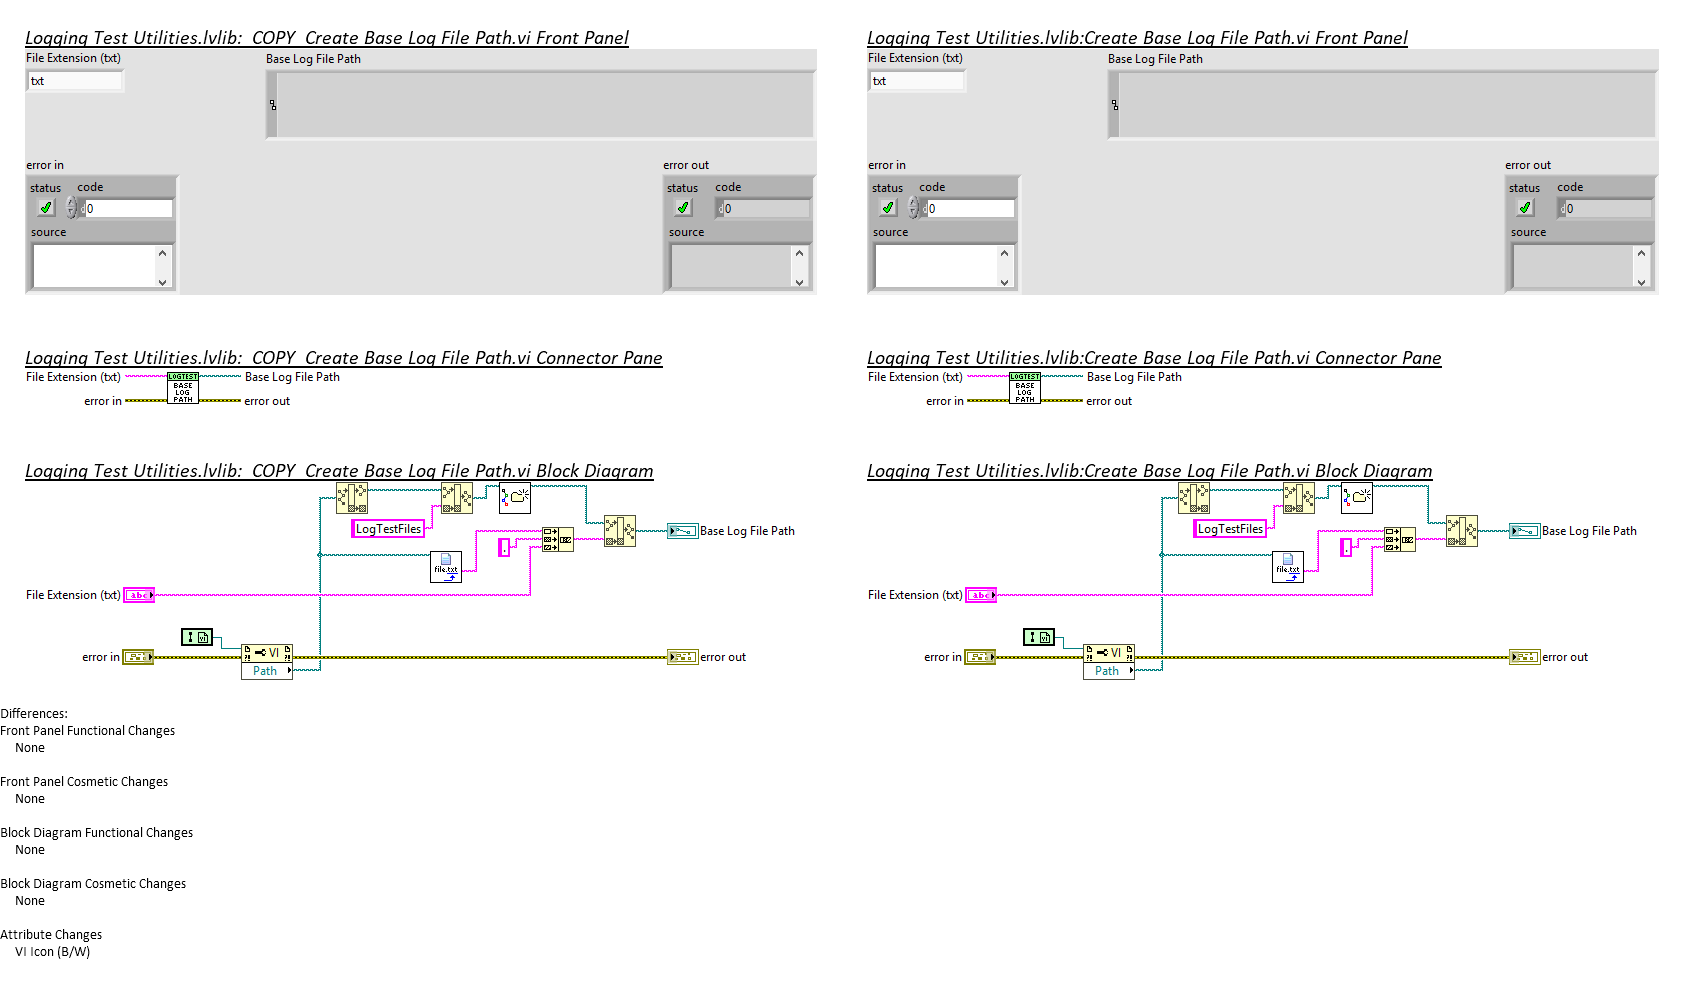 Logging Test Utilities.lvlib:_COPY_Create Base Log File Path.vi Front Panel
File Extension (txt)
Base Log File Path
txt
error in
error out
status
code
0
source
status
code
0
source
Logging Test Utilities.lvlib:Create Base Log File Path.vi Front Panel
File Extension (txt)
Base Log File Path
txt
error in
error out
status
code
0
source
status
code
0
source
Logging Test Utilities.lvlib:_COPY_Create Base Log File Path.vi Connector Pane
File Extension (txt)
LOGTEST
BASE
LOG
PATH
Base Log File Path
error in
error out
Logging Test Utilities.lvlib:Create Base Log File Path.vi Connector Pane
File Extension (txt)
LOGTEST
BASE
LOG
PATH
Base Log File Path
error in
error out
Logging Test Utilities.lvlib:_COPY_Create Base Log File Path.vi Block Diagram
LogTestFiles
.
file.txt
Base Log File Path
File Extension (txt)
abc
VI
error in
VI
Path
error out
Logging Test Utilities.lvlib:Create Base Log File Path.vi Block Diagram
LogTestFiles
.
file.txt
Base Log File Path
File Extension (txt)
abc
VI
error in
VI
Path
error out
Differences:
Front Panel Functional Changes
None
Front Panel Cosmetic Changes
None
Block Diagram Functional Changes
None
Block Diagram Cosmetic Changes
None
Attribute Changes
VI Icon (B/W)